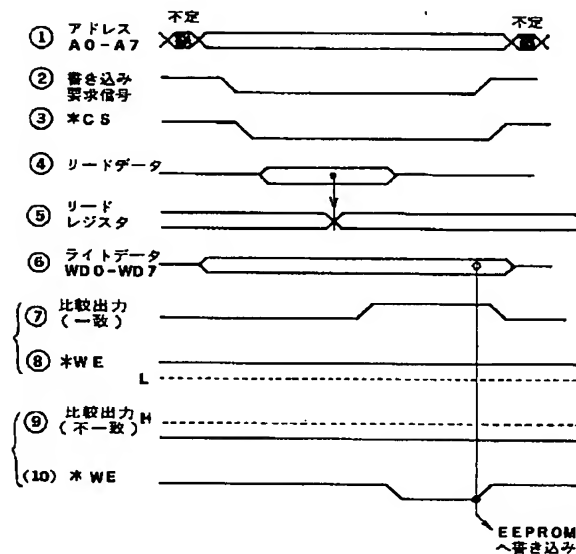 不定
不定
① アドレス
A0-A7
② 書き込み
要求信号
③ *CS
④ リードデータ
⑤ リード
レジスタ
⑥ ライトデータ
WD0-WD7
⑦ 比較出力
(一致)
⑧ *WE
L
⑨ 比較出力 H
(不一致)
(10) *WE
EEPROM
へ書き込み